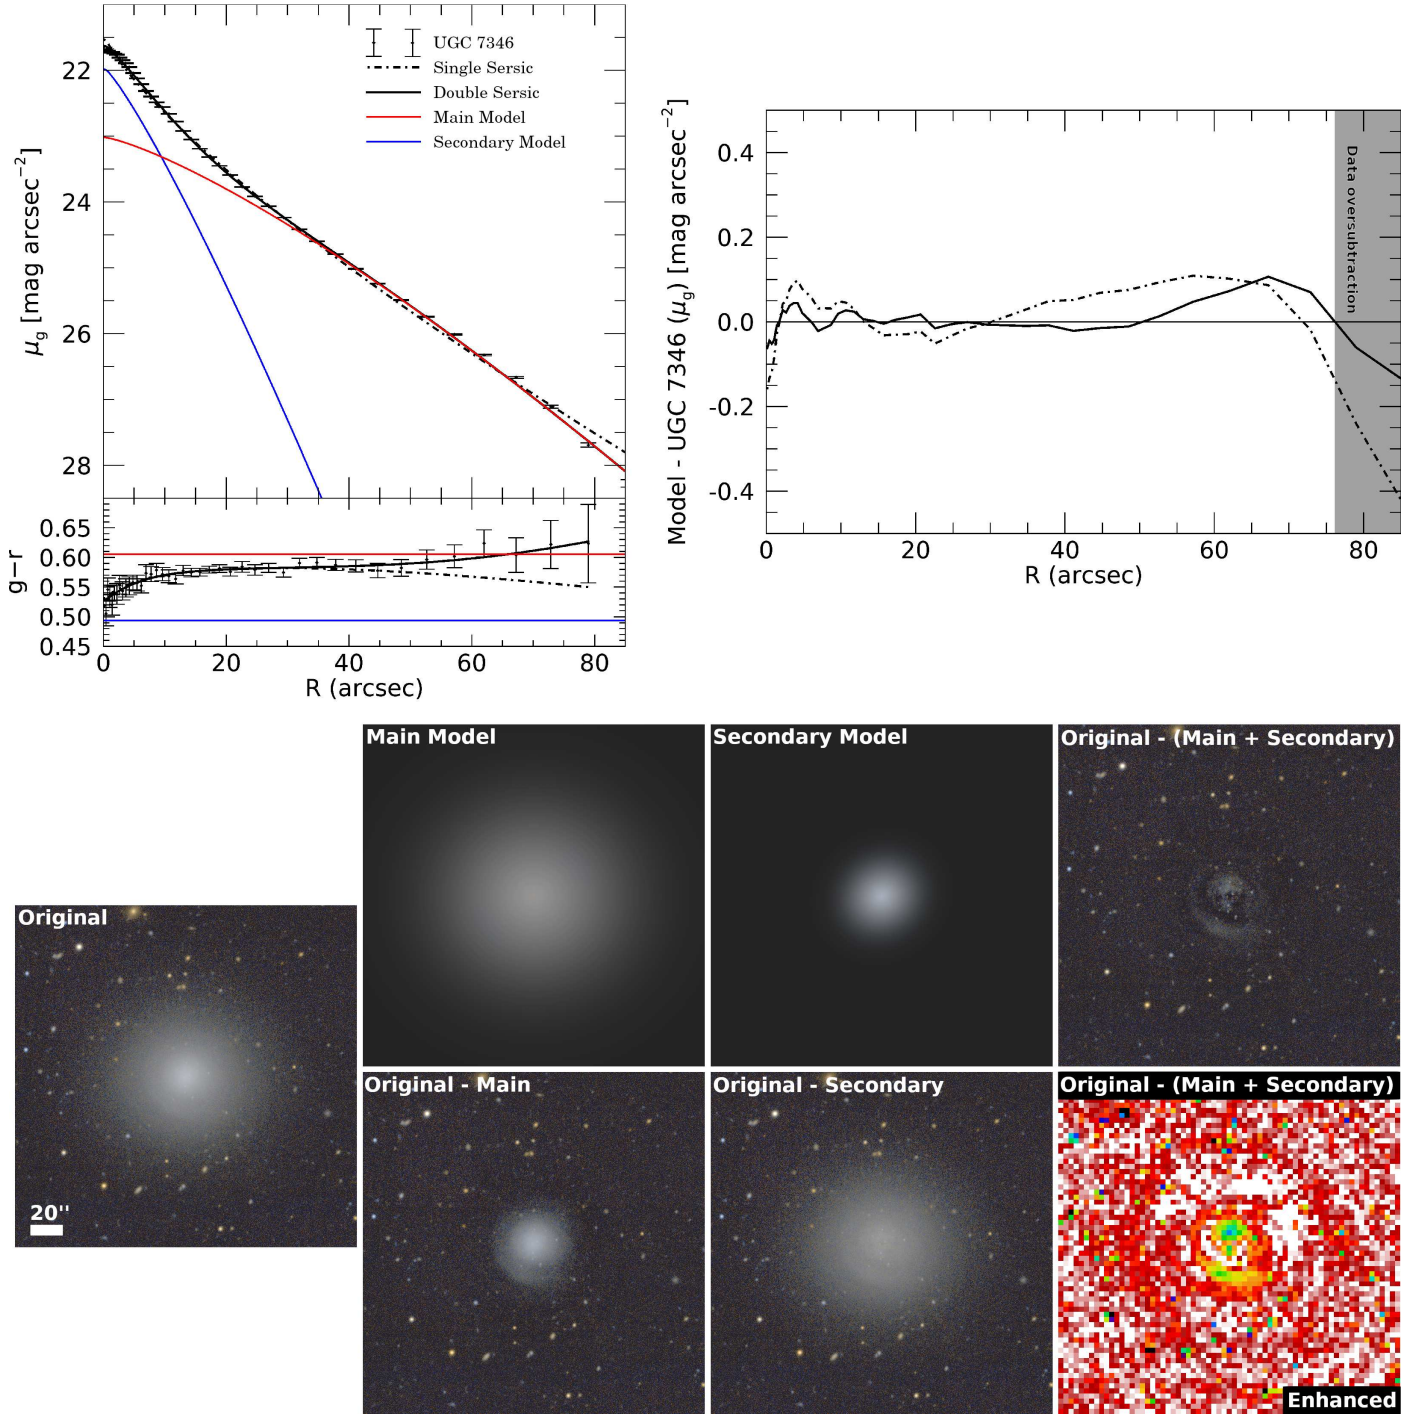 UGC 7346
Single Sersic
Double Sersic
Main Model
Secondary Model
22
24
26
28
μg [mag arcsec−2]
0.65
0.60
0.55
0.50
0.45
g−r
0 20 40 60 80
R (arcsec)
0.4
0.2
0.0
-0.2
-0.4
Model - UGC 7346 (μg) [mag arcsec−2]
Data oversubtraction
0 20 40 60 80
R (arcsec)
Main Model
Secondary Model
Original - (Main + Secondary)
Original
20''
Original - Main
Original - Secondary
Original - (Main + Secondary)
Enhanced